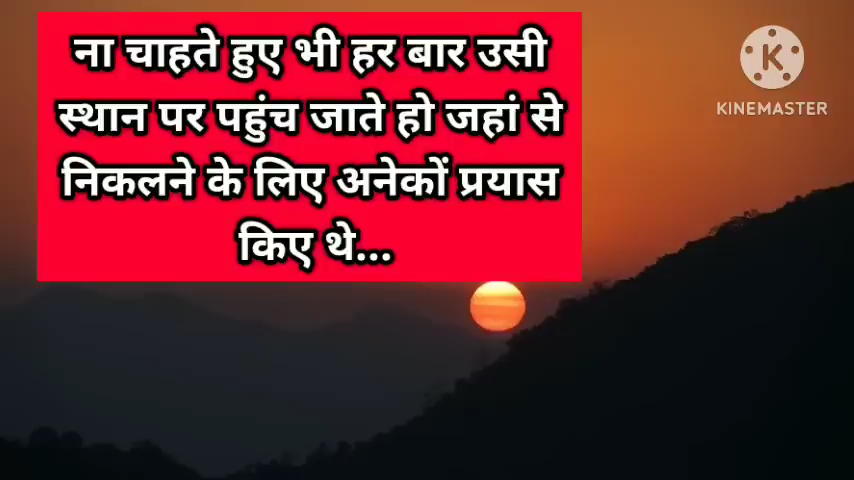 ना चाहते हुए भी हर बार उसी
स्थान पर पहुंच जाते हो जहां से
निकलने के लिए अनेकों प्रयास
किए थे...
K
KINEMASTER